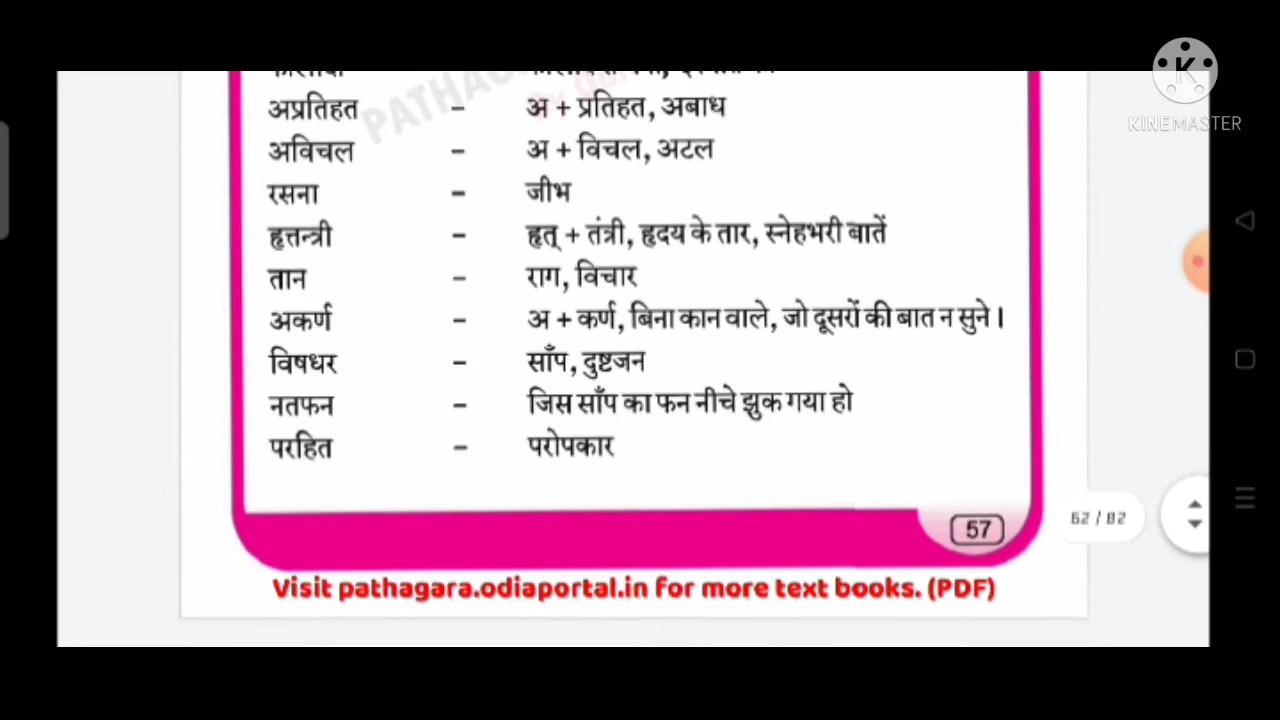 अप्रतिहत – अ + प्रतिहत, अबाध
अविचल – अ + विचल, अटल
रसना – जीभ
हृत्तन्त्री – हृत् + तंत्री, हृदय के तार, स्नेहभरी बातें
तान – राग, विचार
अकर्ण – अ + कर्ण, बिना कान वाले, जो दूसरों की बात न सुने।
विषधर – साँप, दुष्टजन
नतफन – जिस साँप का फन नीचे झुक गया हो
परहित – परोपकार
57
62 / 82
Visit pathagara.odiaportal.in for more text books. (PDF)
K
KINEMASTER